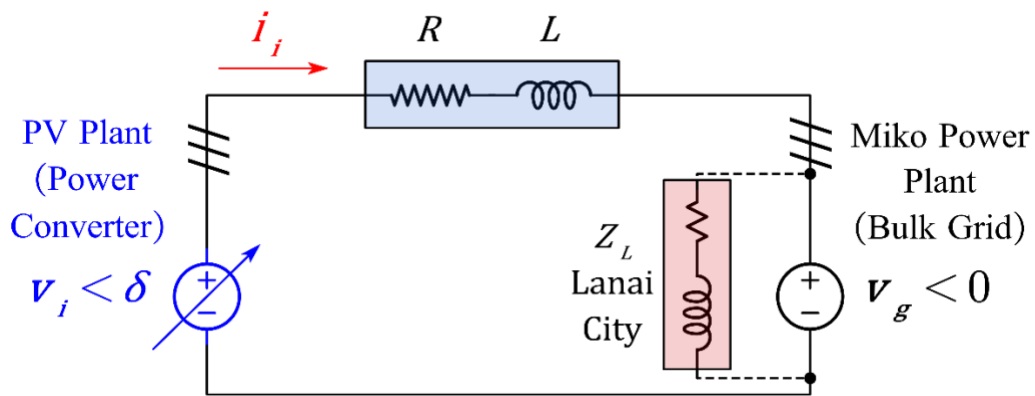 i_i
R L
PV Plant
(Power
Converter)
v_i < δ
+
−
Z_L
Lanai
City
Miko Power
Plant
(Bulk Grid)
+
−
v_g < 0